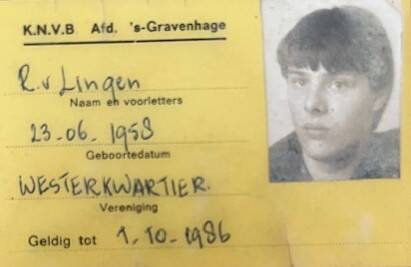 K.N.V.B Afd. 's-Gravenhage
R.v Lingen
Naam en voorletters
23-06-1958
Geboortedatum
WESTERKWARTIER.
Vereniging
Geldig tot 1-10-1986